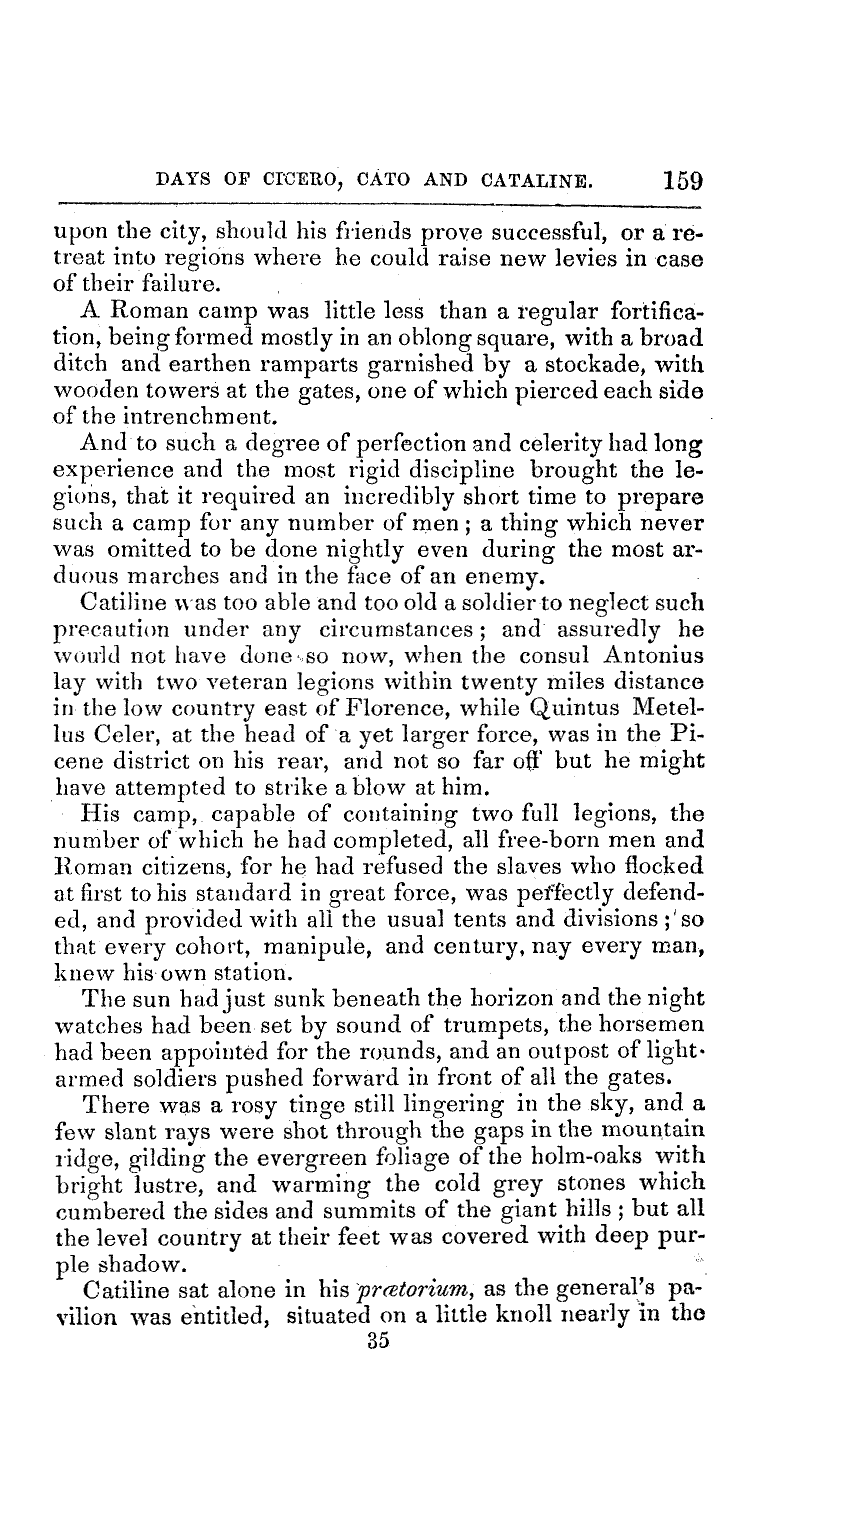 DAYS OF CICERO, CATO AND CATALINE. 159
upon the city, should his friends prove successful, or a re-
treat into regions where he could raise new levies in case
of their failure.
A Roman camp was little less than a regular fortifica-
tion, being formed mostly in an oblong square, with a broad
ditch and earthen ramparts garnished by a stockade, with
wooden towers at the gates, one of which pierced each side
of the intrenchment.
And to such a degree of perfection and celerity had long
experience and the most rigid discipline brought the le-
gions, that it required an incredibly short time to prepare
such a camp for any number of men; a thing which never
was omitted to be done nightly even during the most ar-
duous marches and in the face of an enemy.
Catiline was too able and too old a soldier to neglect such
precaution under any circumstances; and assuredly he
would not have done so now, when the consul Antonius
lay with two veteran legions within twenty miles distance
in the low country east of Florence, while Quintus Metel-
lus Celer, at the head of a yet larger force, was in the Pi-
cene district on his rear, and not so far off but he might
have attempted to strike a blow at him.
His camp, capable of containing two full legions, the
number of which he had completed, all free-born men and
Roman citizens, for he had refused the slaves who flocked
at first to his standard in great force, was perfectly defend-
ed, and provided with all the usual tents and divisions; so
that every cohort, manipule, and century, nay every man,
knew his own station.
The sun had just sunk beneath the horizon and the night
watches had been set by sound of trumpets, the horsemen
had been appointed for the rounds, and an outpost of light-
armed soldiers pushed forward in front of all the gates.
There was a rosy tinge still lingering in the sky, and a
few slant rays were shot through the gaps in the mountain
ridge, gilding the evergreen foliage of the holm-oaks with
bright lustre, and warming the cold grey stones which
cumbered the sides and summits of the giant hills; but all
the level country at their feet was covered with deep pur-
ple shadow.
Catiline sat alone in his prætorium, as the general's pa-
vilion was entitled, situated on a little knoll nearly in the
35